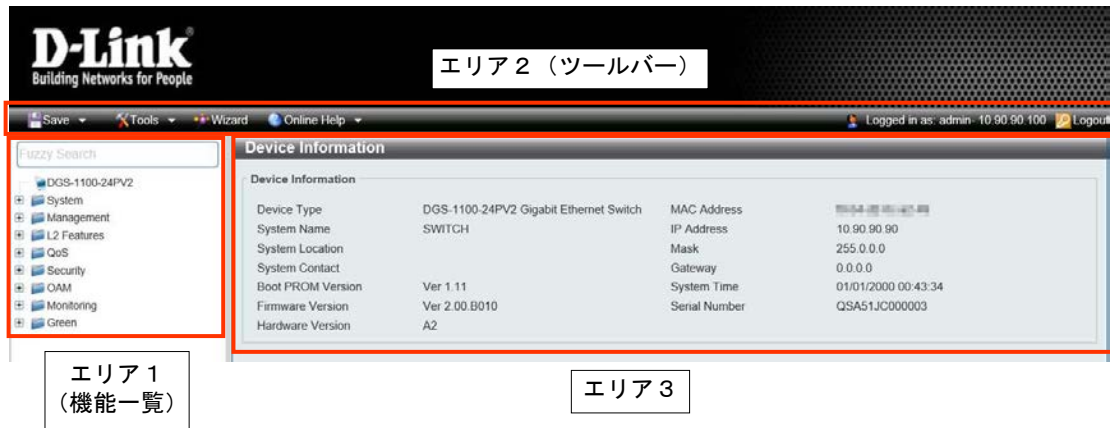 D-Link
Building Networks for People
エリア２（ツールバー）
Save Tools Wizard Online Help Logged in as: admin- 10.90.90.100 Logout
Fuzzy Search
DGS-1100-24PV2
System
Management
L2 Features
QoS
Security
OAM
Monitoring
Green
Device Information
Device Information
Device Type DGS-1100-24PV2 Gigabit Ethernet Switch MAC Address
System Name SWITCH IP Address 10.90.90.90
System Location Mask 255.0.0.0
System Contact Gateway 0.0.0.0
Boot PROM Version Ver 1.11 System Time 01/01/2000 00:43:34
Firmware Version Ver 2.00.B010 Serial Number QSA51JC000003
Hardware Version A2
エリア１
（機能一覧）
エリア３